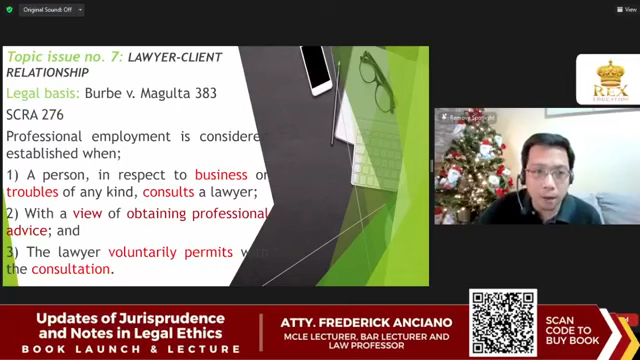 Original Sound: Off
View
Topic issue no. 7: LAWYER-CLIENT
RELATIONSHIP
Legal basis: Burbe v. Magulta 383
SCRA 276
Professional employment is considered
established when;
1) A person, in respect to business or
troubles of any kind, consults a lawyer;
2) With a view of obtaining professional
advice; and
3) The lawyer voluntarily permits with
the consultation.
REX
EDUCATION
Remove Spotlight
Updates of Jurisprudence
and Notes in Legal Ethics
BOOK LAUNCH & LECTURE
ATTY. FREDERICK ANCIANO
MCLE LECTURER, BAR LECTURER AND
LAW PROFESSOR
SCAN
CODE TO
BUY BOOK